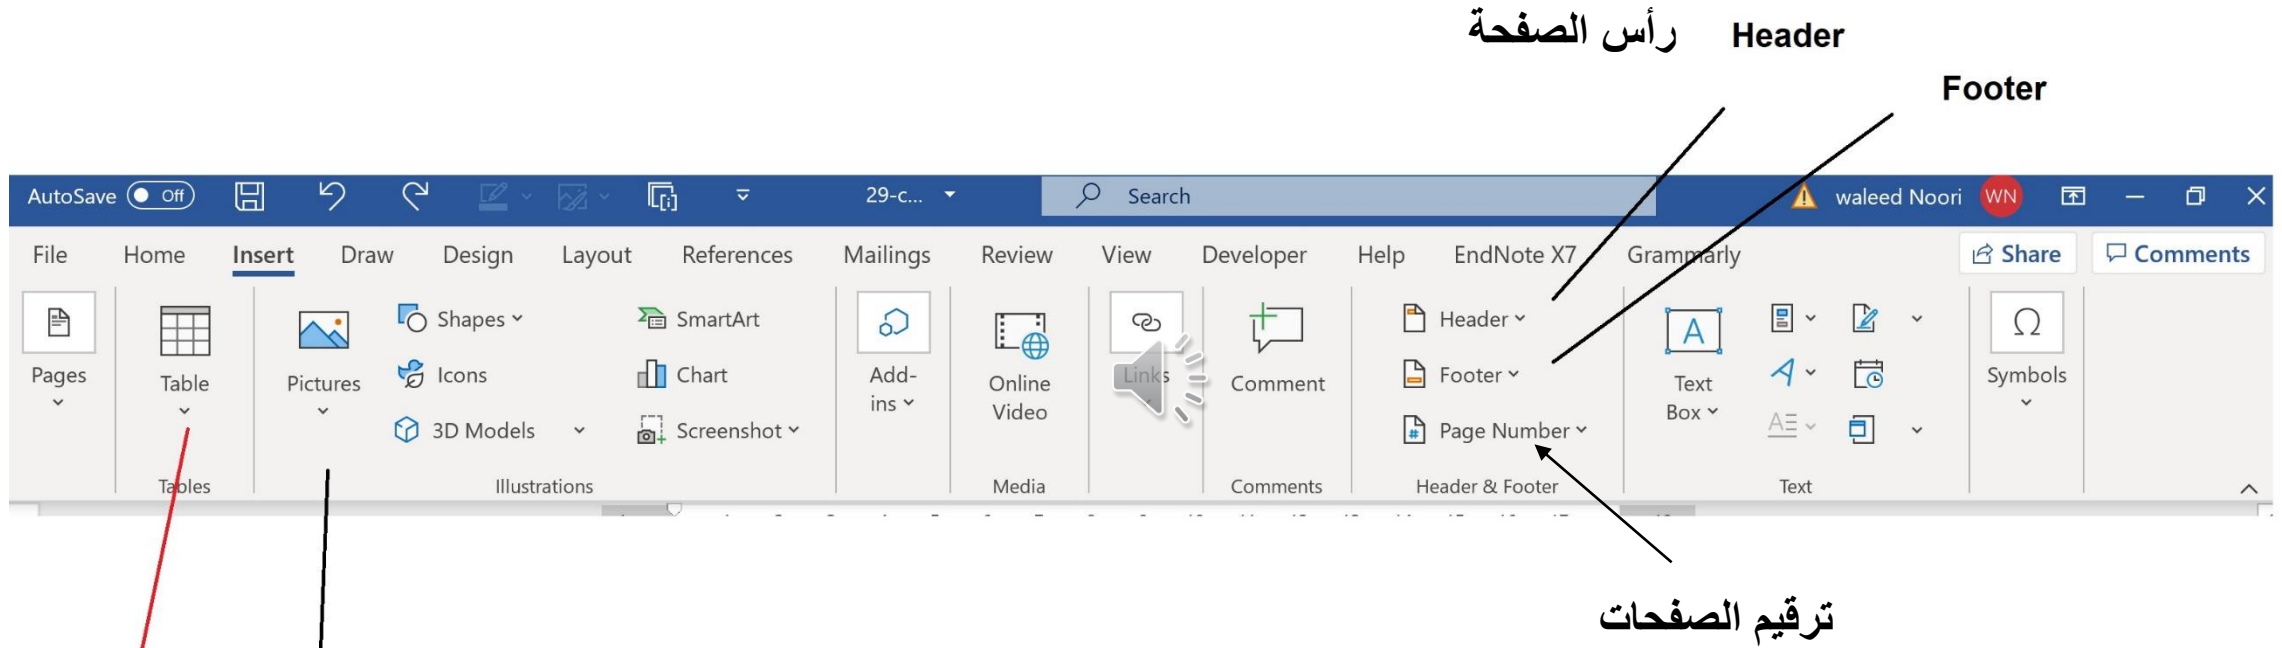 رأس الصفحة Header
Footer
AutoSave Off 29-c... Search waleed Noori WN
File Home Insert Draw Design Layout References Mailings Review View Developer Help EndNote X7 Grammarly Share Comments
Pages
Table
Pictures
Shapes
Icons
3D Models
SmartArt
Chart
Screenshot
Add-
ins
Online
Video
Links
Comment
Header
Footer
Page Number
A
Text
Box
Ω
Symbols
Tables Illustrations Media Comments Header & Footer Text
ترقيم الصفحات